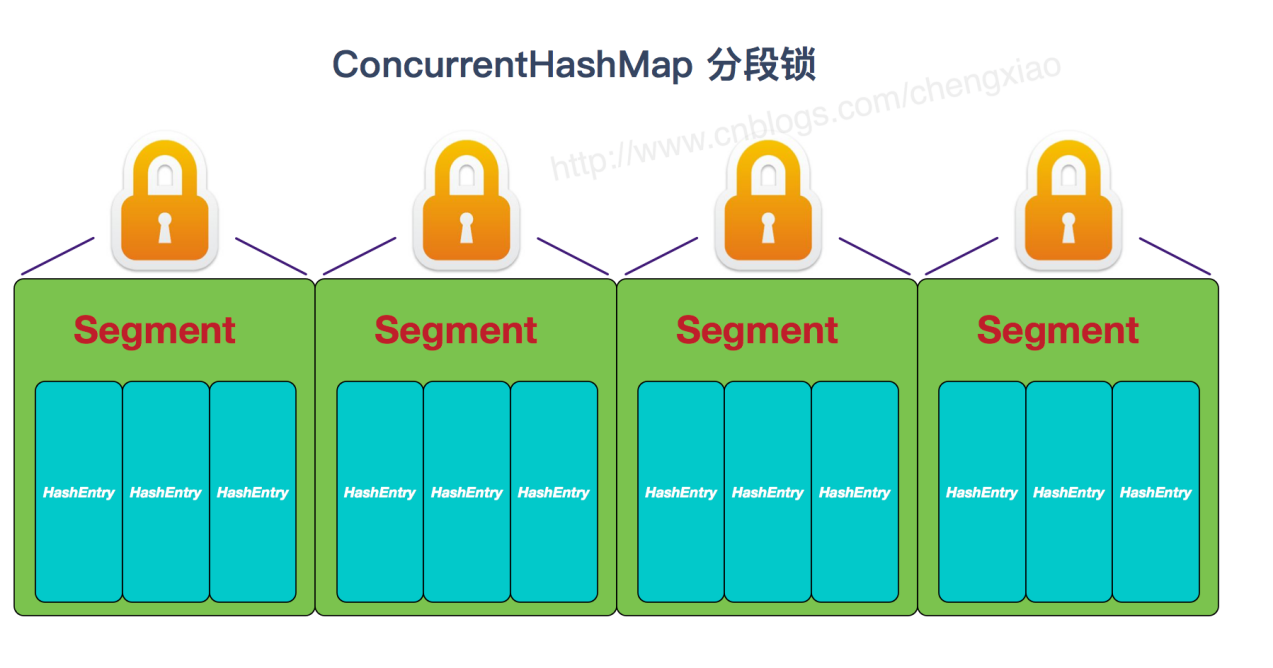 ConcurrentHashMap 分段锁
http://www.cnblogs.com/chengxiao
Segment Segment Segment Segment
HashEntry HashEntry HashEntry HashEntry HashEntry HashEntry HashEntry HashEntry HashEntry HashEntry HashEntry HashEntry